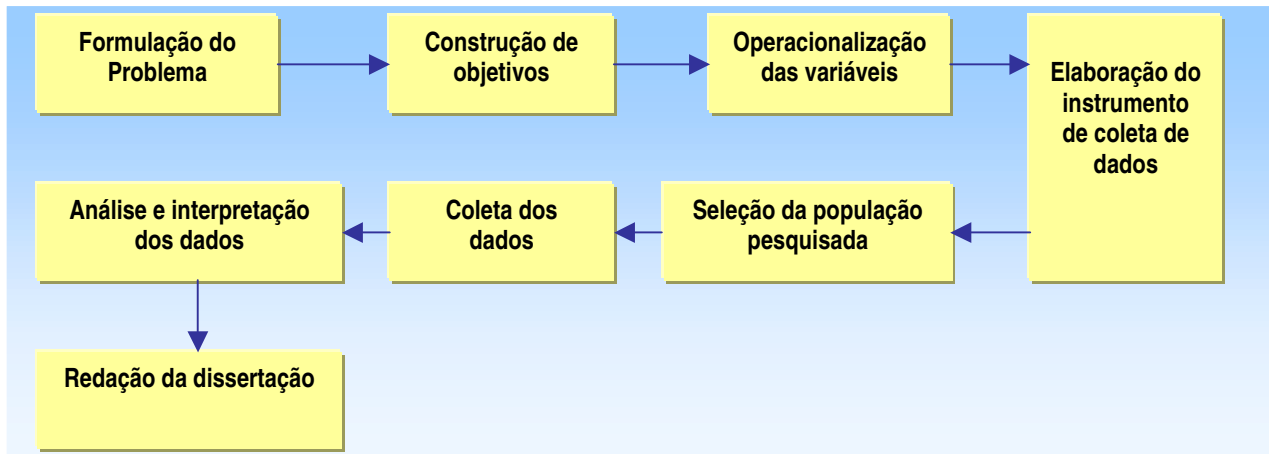 Formulação do
Problema
Construção de
objetivos
Operacionalização
das variáveis
Elaboração do
instrumento
de coleta de
dados
Seleção da população
pesquisada
Coleta dos
dados
Análise e interpretação
dos dados
Redação da dissertação